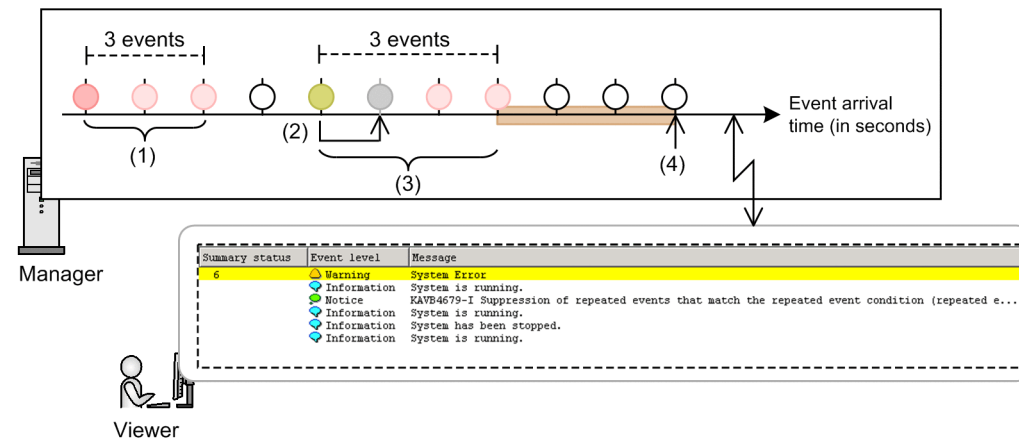 3 events
3 events
(1)
(2)
(3)
(4)
Event arrival
time (in seconds)
Manager
Summary status Event level Message
6 Warning System Error
Information System is running.
Notice KAVB4679-I Suppression of repeated events that match the repeated event condition (repeated e...
Information System is running.
Information System has been stopped.
Information System is running.
Viewer